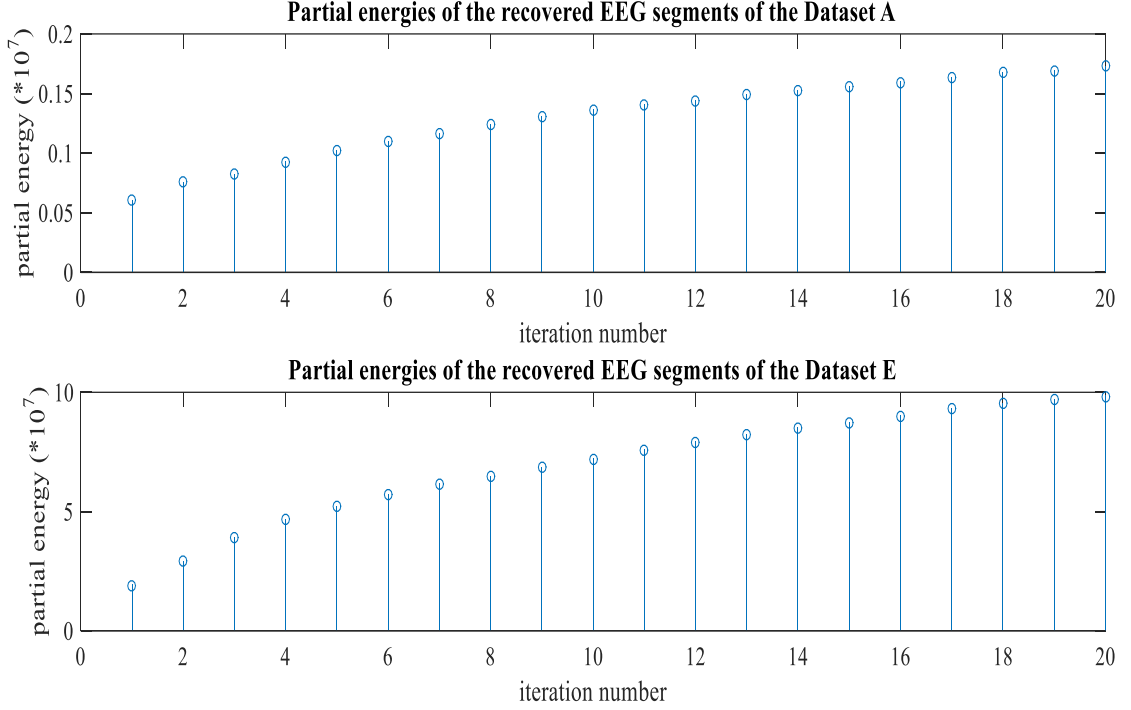 Partial energies of the recovered EEG segments of the Dataset A
partial energy (*10^7)
0.2
0.15
0.1
0.05
0
0 2 4 6 8 10 12 14 16 18 20
iteration number
Partial energies of the recovered EEG segments of the Dataset E
partial energy (*10^7)
10
5
0
0 2 4 6 8 10 12 14 16 18 20
iteration number